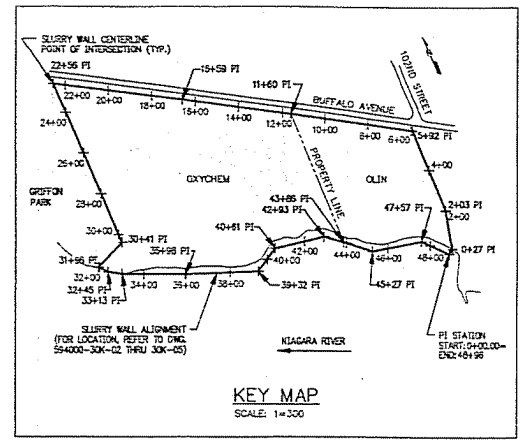 SLURRY WALL CENTERLINE
POINT OF INTERSECTION (TYP.)
22+56 PI
15+59 PI
11+60 PI
BUFFALO AVENUE
102ND STREET
20+00
18+00
16+00
14+00
12+00
10+00
8+00
6+00
5+92 PI
24+00
26+00
28+00
30+00
4+00
2+03 PI
2+00
0+27 PI
GRIFFON
PARK
OXYCHEM
PROPERTY LINE
OLIN
30+41 PI
31+56 PI
32+00
32+45 PI
33+13 PI
34+00
35+98 PI
36+00
38+00
39+32 PI
40+00
40+61 PI
42+00
42+93 PI
43+86 PI
44+00
45+27 PI
47+57 PI
48+00
SLURRY WALL ALIGNMENT
(FOR LOCATION, REFER TO DWG.
594000-30K-02 THRU 30K-05)
NIAGARA RIVER
PI STATION
START: 0+00.00=
END: 48+96
KEY MAP
SCALE: 1=300